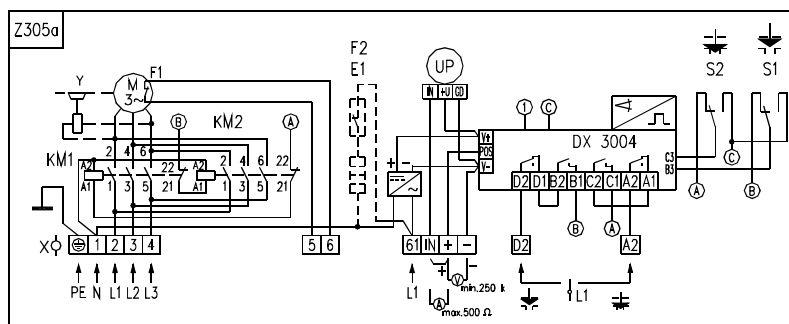 Z305a
Y
M
3~
F1
KM1
KM2
A2
A1
2 4 6
1 3 5
22
21
B
A2
A1
2 4 6
1 3 5
22
21
A
F2
E1
UP
IN +U GD
+ -
V+
POS
V-
1
C
DX 3004
D2 D1 B2 B1 C2 C1 A2 A1
C3
B3
S2
S1
C
A
B
B
A
X
1 2 3 4
5 6
61 IN + -
D2
A2
PE N L1 L2 L3
L1
+ V -
min.250 k
A
max.500 Ω
L1